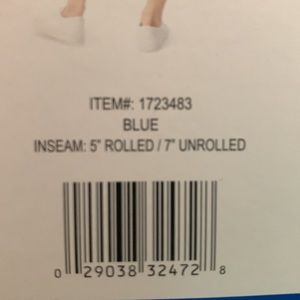 ITEM#: 1723483
BLUE
INSEAM: 5" ROLLED / 7" UNROLLED
0 29038 32472 8